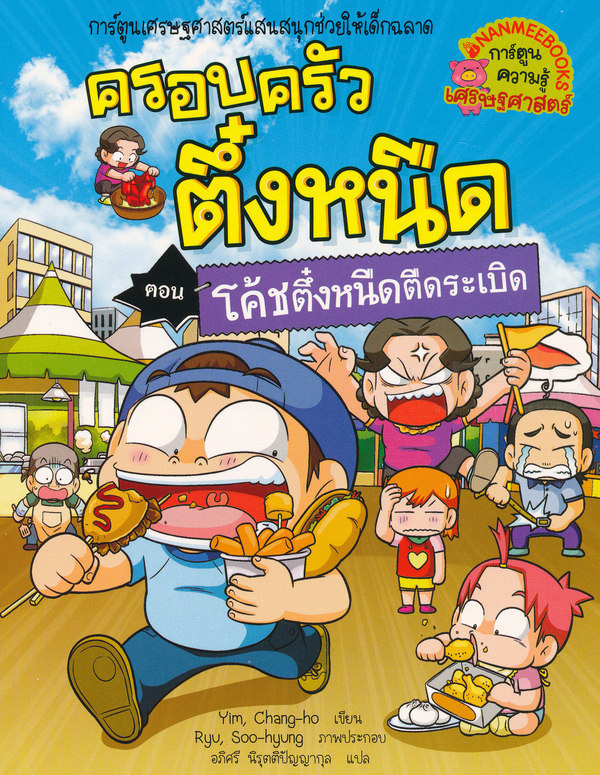 การ์ตูนเศรษฐศาสตร์แสนสนุกช่วยให้เด็กฉลาด
NANMEEBOOKS
การ์ตูน
ความรู้
เศรษฐศาสตร์
ครอบครัว
ตึ๋งหนืด
ตอน
โค้ชตึ๋งหนืดตืดระเบิด
Yim, Chang-ho เขียน
Ryu, Soo-hyung ภาพประกอบ
อภิศรี นิรุตติปัญญากุล แปล